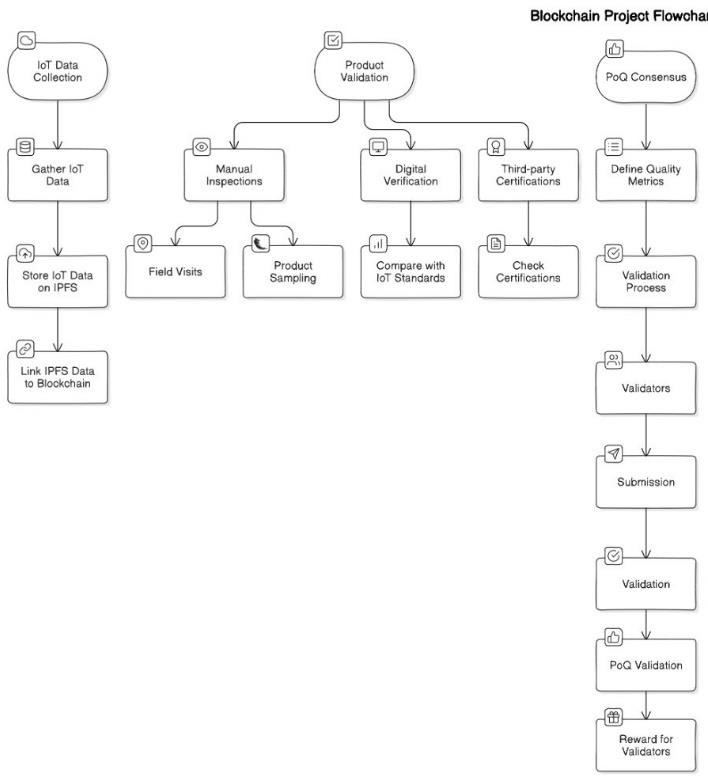 Blockchain Project Flowchar
IoT Data
Collection
Product
Validation
PoQ Consensus
Gather IoT
Data
Manual
Inspections
Digital
Verification
Third-party
Certifications
Define Quality
Metrics
Store IoT Data
on IPFS
Field Visits
Product
Sampling
Compare with
IoT Standards
Check
Certifications
Validation
Process
Link IPFS Data
to Blockchain
Validators
Submission
Validation
PoQ Validation
Reward for
Validators